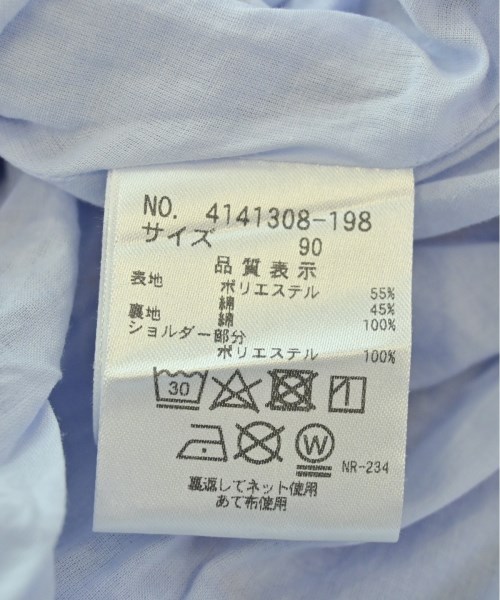 NO. 4141308-198
サイズ 90
品質表示
表地 ポリエステル 55%
綿 45%
裏地 綿 100%
ショルダー部分
ポリエステル 100%
30
W
NR-234
裏返してネット使用
あて布使用